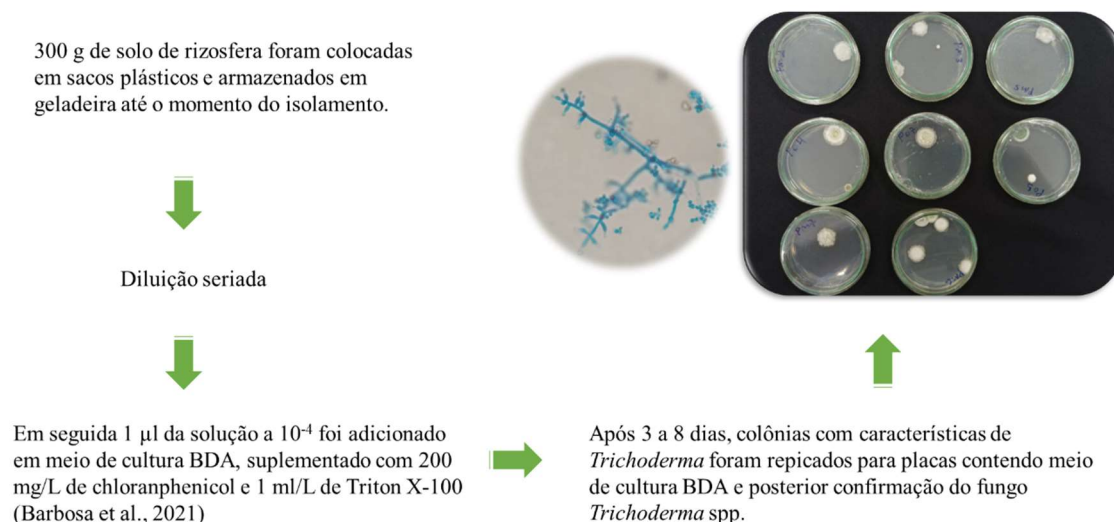 300 g de solo de rizosfera foram colocadas
em sacos plásticos e armazenados em
geladeira até o momento do isolamento.
Diluição seriada
Em seguida 1 µl da solução a 10⁻⁴ foi adicionado
em meio de cultura BDA, suplementado com 200
mg/L de chloranphenicol e 1 ml/L de Triton X-100
(Barbosa et al., 2021)
Após 3 a 8 dias, colônias com características de
Trichoderma foram repicados para placas contendo meio
de cultura BDA e posterior confirmação do fungo
Trichoderma spp.